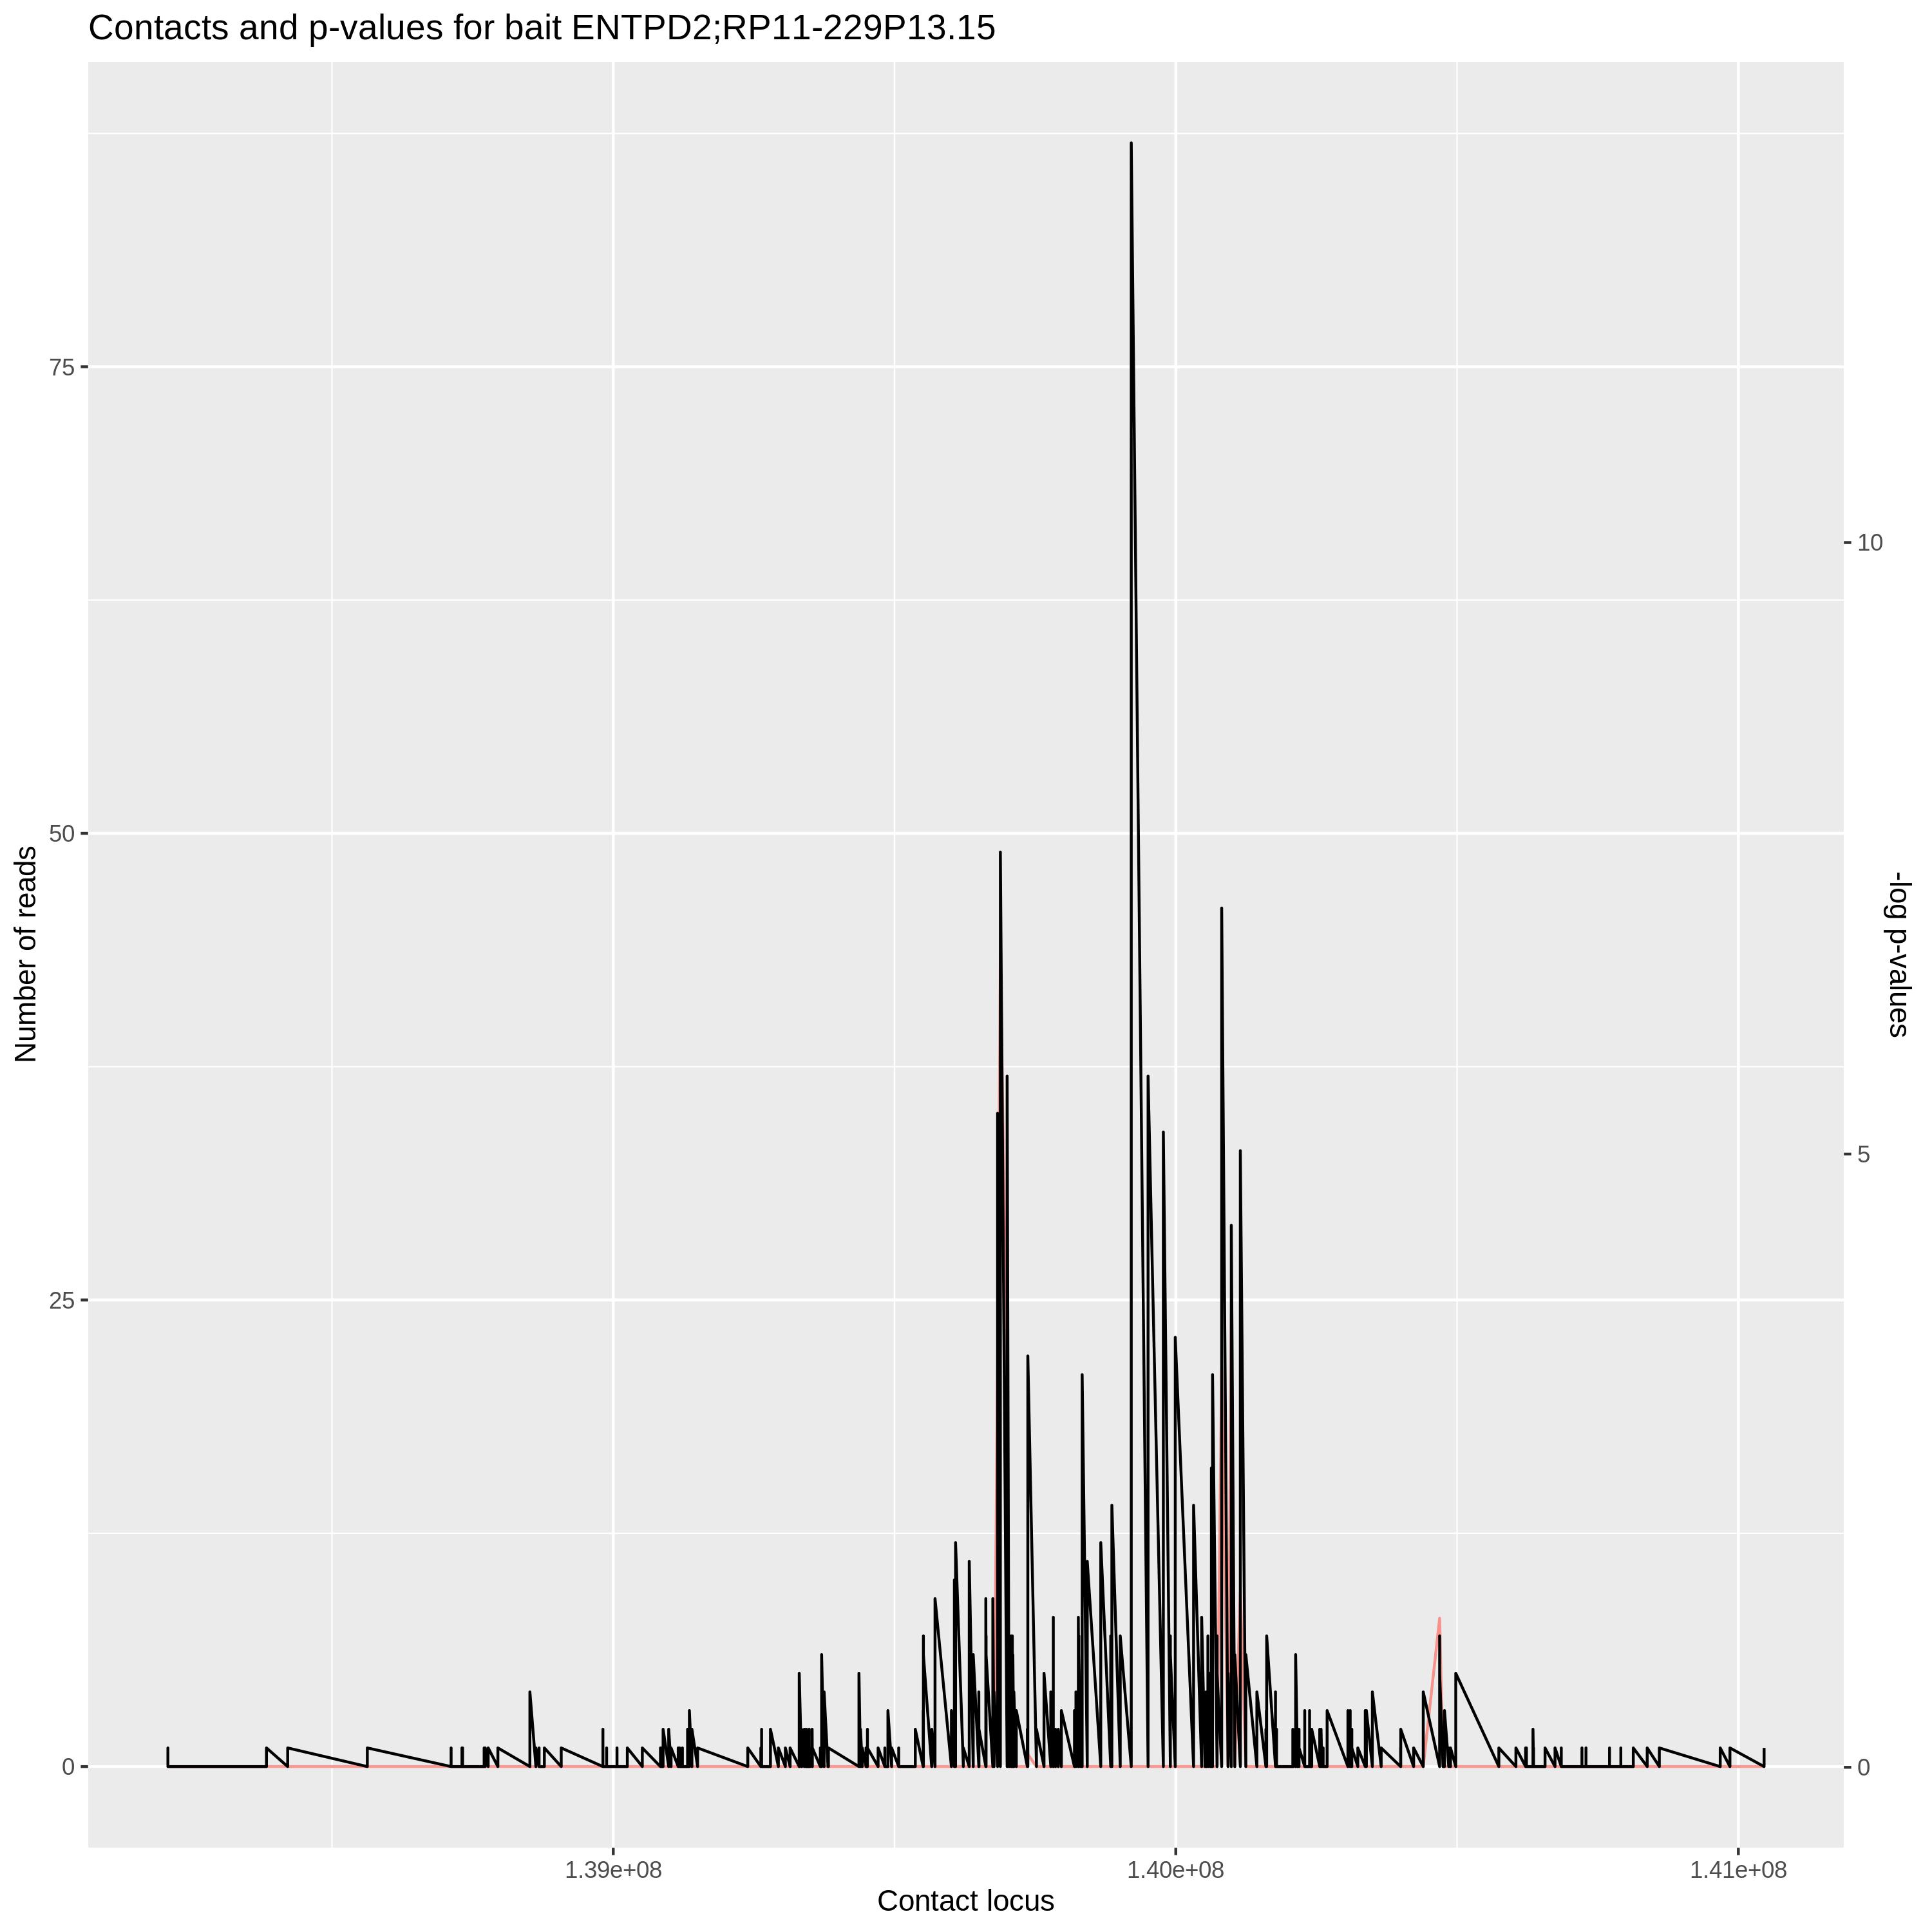 Contacts and p-values for bait ENTPD2;RP11-229P13.15
75
50
25
0
Number of reads
10
5
0
-log p-values
1.39e+08
1.40e+08
1.41e+08
Contact locus